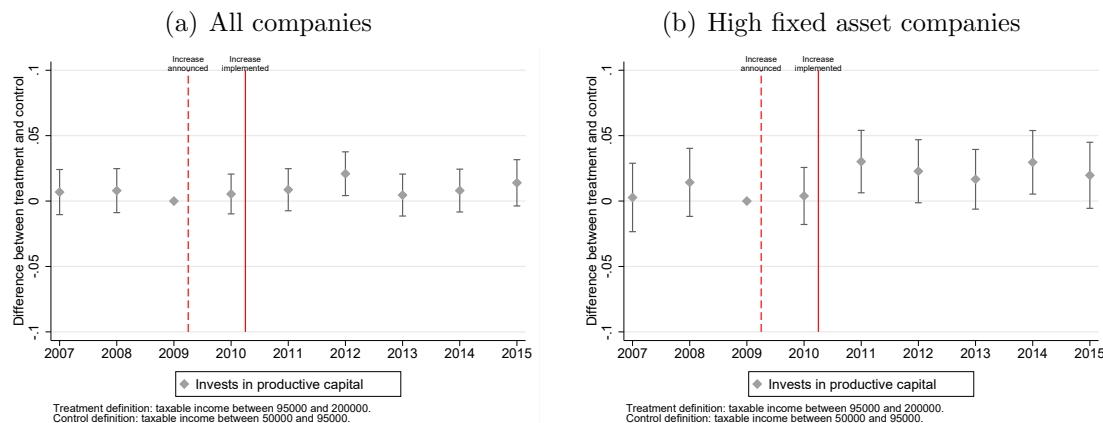 (a) All companies
Increase announced
Increase implemented
Difference between treatment and control
.1
.05
0
-.05
-.1
2007 2008 2009 2010 2011 2012 2013 2014 2015
Invests in productive capital
Treatment definition: taxable income between 95000 and 200000.
Control definition: taxable income between 50000 and 95000.
(b) High fixed asset companies
Increase announced
Increase implemented
Difference between treatment and control
.1
.05
0
-.05
-.1
2007 2008 2009 2010 2011 2012 2013 2014 2015
Invests in productive capital
Treatment definition: taxable income between 95000 and 200000.
Control definition: taxable income between 50000 and 95000.